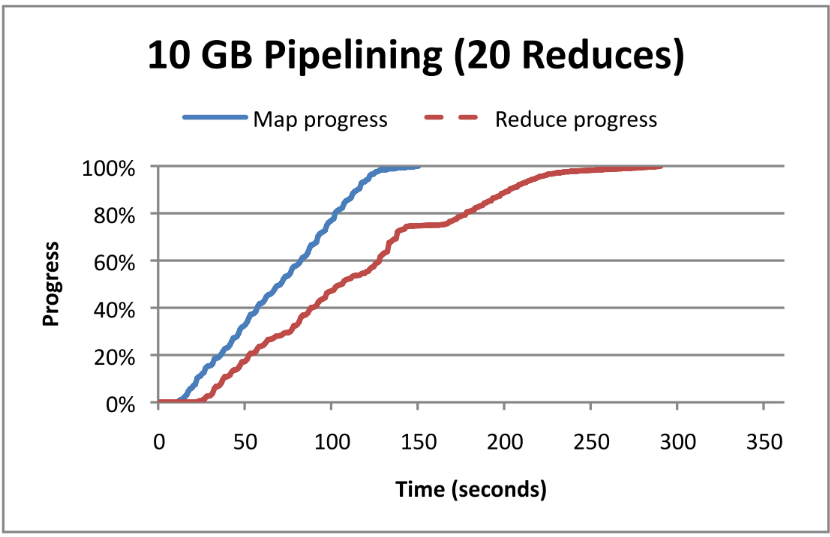 10 GB Pipelining (20 Reduces)
Map progress Reduce progress
100%
80%
60%
40%
20%
0%
Progress
0 50 100 150 200 250 300 350
Time (seconds)